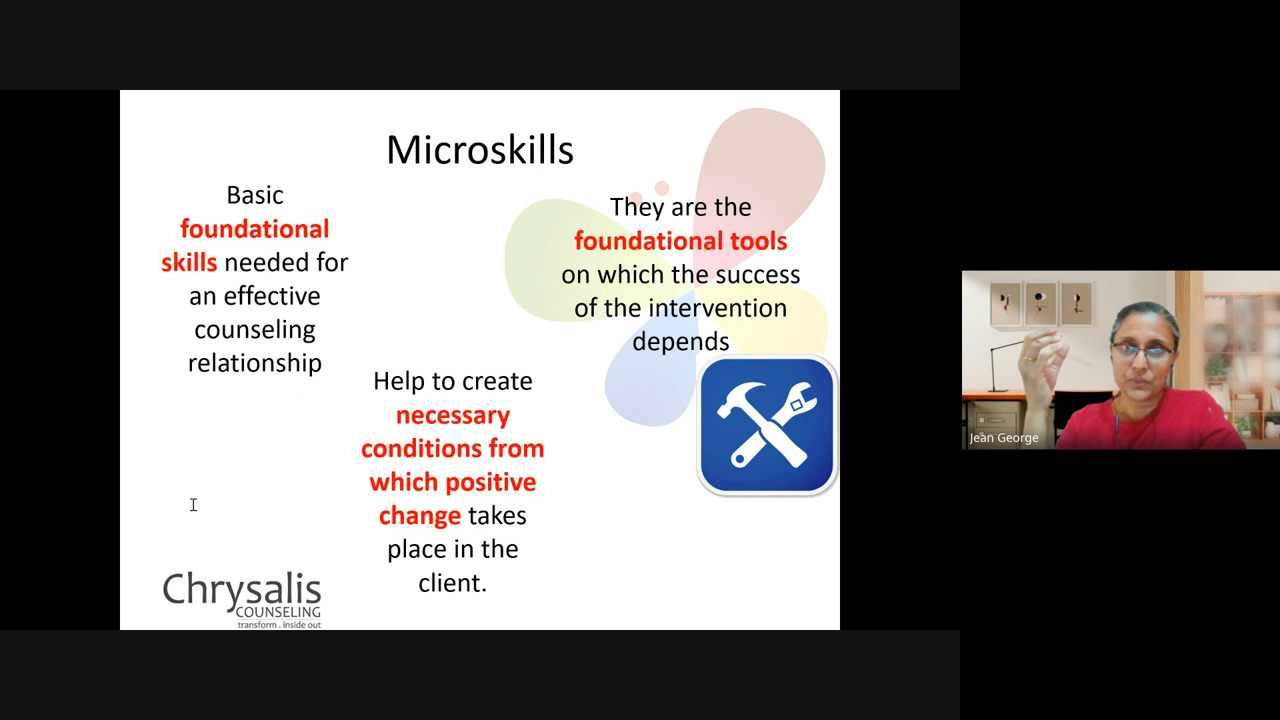 Microskills
Basic
foundational
skills needed for
an effective
counseling
relationship
They are the
foundational tools
on which the success
of the intervention
depends
Help to create
necessary
conditions from
which positive
change takes
place in the
client.
Chrysalis
COUNSELING
transform . inside out
Jean George